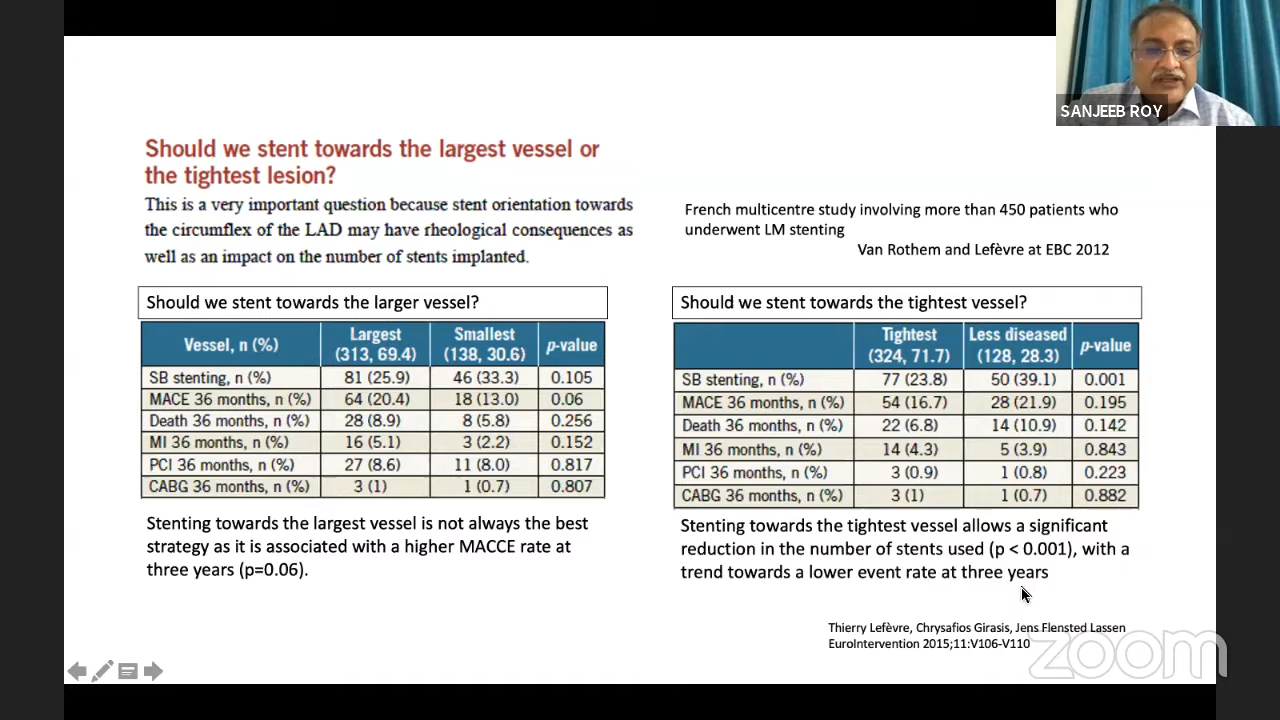 SANJEEB ROY
Should we stent towards the largest vessel or
the tightest lesion?
This is a very important question because stent orientation towards
the circumflex of the LAD may have rheological consequences as
well as an impact on the number of stents implanted.
French multicentre study involving more than 450 patients who
underwent LM stenting
Van Rothem and Lefèvre at EBC 2012
Should we stent towards the larger vessel?
Vessel, n (%) Largest (313, 69.4) Smallest (138, 30.6) p-value
SB stenting, n (%) 81 (25.9) 46 (33.3) 0.105
MACE 36 months, n (%) 64 (20.4) 18 (13.0) 0.06
Death 36 months, n (%) 28 (8.9) 8 (5.8) 0.256
MI 36 months, n (%) 16 (5.1) 3 (2.2) 0.152
PCI 36 months, n (%) 27 (8.6) 11 (8.0) 0.817
CABG 36 months, n (%) 3 (1) 1 (0.7) 0.807
Stenting towards the largest vessel is not always the best
strategy as it is associated with a higher MACCE rate at
three years (p=0.06).
Should we stent towards the tightest vessel?
Tightest (324, 71.7) Less diseased (128, 28.3) p-value
SB stenting, n (%) 77 (23.8) 50 (39.1) 0.001
MACE 36 months, n (%) 54 (16.7) 28 (21.9) 0.195
Death 36 months, n (%) 22 (6.8) 14 (10.9) 0.142
MI 36 months, n (%) 14 (4.3) 5 (3.9) 0.843
PCI 36 months, n (%) 3 (0.9) 1 (0.8) 0.223
CABG 36 months, n (%) 3 (1) 1 (0.7) 0.882
Stenting towards the tightest vessel allows a significant
reduction in the number of stents used (p < 0.001), with a
trend towards a lower event rate at three years
Thierry Lefèvre, Chrysafios Girasis, Jens Flensted Lassen
EuroIntervention 2015;11:V106-V110
zoom